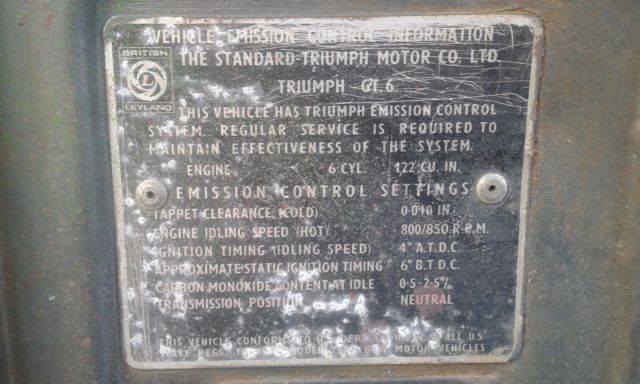 VEHICLE EMISSION CONTROL INFORMATION
BRITISH
LEYLAND
THE STANDARD-TRIUMPH MOTOR CO. LTD.
TRIUMPH GT.6
THIS VEHICLE HAS TRIUMPH EMISSION CONTROL
SYSTEM. REGULAR SERVICE IS REQUIRED TO
MAINTAIN EFFECTIVENESS OF THE SYSTEM.
ENGINE 6 CYL. 122 CU. IN.
EMISSION CONTROL SETTINGS
TAPPET CLEARANCE (COLD) 0·010 IN.
ENGINE IDLING SPEED (HOT) 800/850 R.P.M.
IGNITION TIMING (IDLING SPEED) 4° A.T.D.C.
APPROXIMATE STATIC IGNITION TIMING 6° B.T.D.C.
CARBON MONOXIDE CONTENT AT IDLE 0·5-2·5%
TRANSMISSION POSITION NEUTRAL
THIS VEHICLE CONFORMS TO ALL U.S.
REGS. MODEL NEW MOTOR VEHICLES